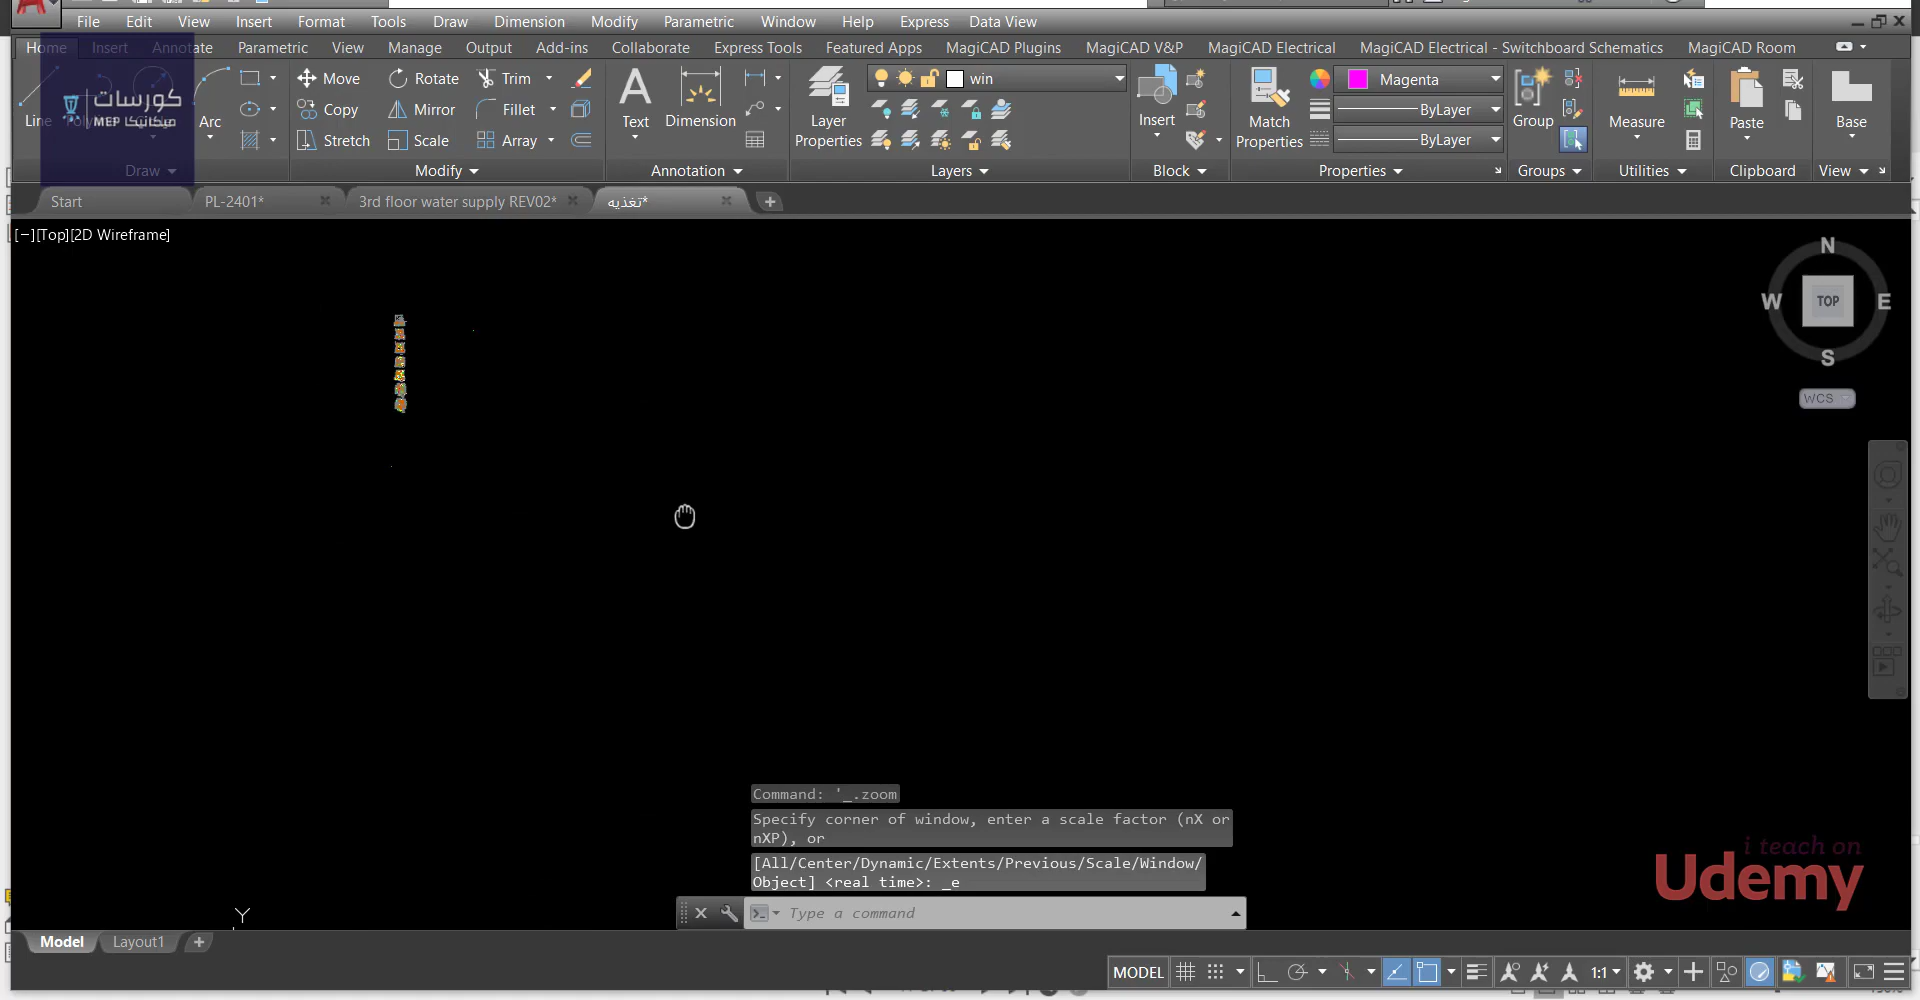 File Edit View Insert Format Tools Draw Dimension Modify Parametric Window Help Express Data View
Home Insert Annotate Parametric View Manage Output Add-ins Collaborate Express Tools Featured Apps MagiCAD Plugins MagiCAD V&P MagiCAD Electrical MagiCAD Electrical - Switchboard Schematics MagiCAD Room
Line
كورسات
MEP ميكانيكا
Arc
Move Rotate Trim
Copy Mirror Fillet
Stretch Scale Array
Text
Dimension
Layer
Properties
win
Insert
Match
Properties
Magenta
ByLayer
ByLayer
Group
Measure
Paste
Base
Draw Modify Annotation Layers Block Properties Groups Utilities Clipboard View
Start PL-2401* 3rd floor water supply REV02* تغذيه*
[−][Top][2D Wireframe]
N
W TOP E
S
WCS
Command: '_.zoom
Specify corner of window, enter a scale factor (nX or
nXP), or
[All/Center/Dynamic/Extents/Previous/Scale/Window/
Object] <real time>: _e
Type a command
i teach on
Udemy
Y
Model Layout1
MODEL 1:1